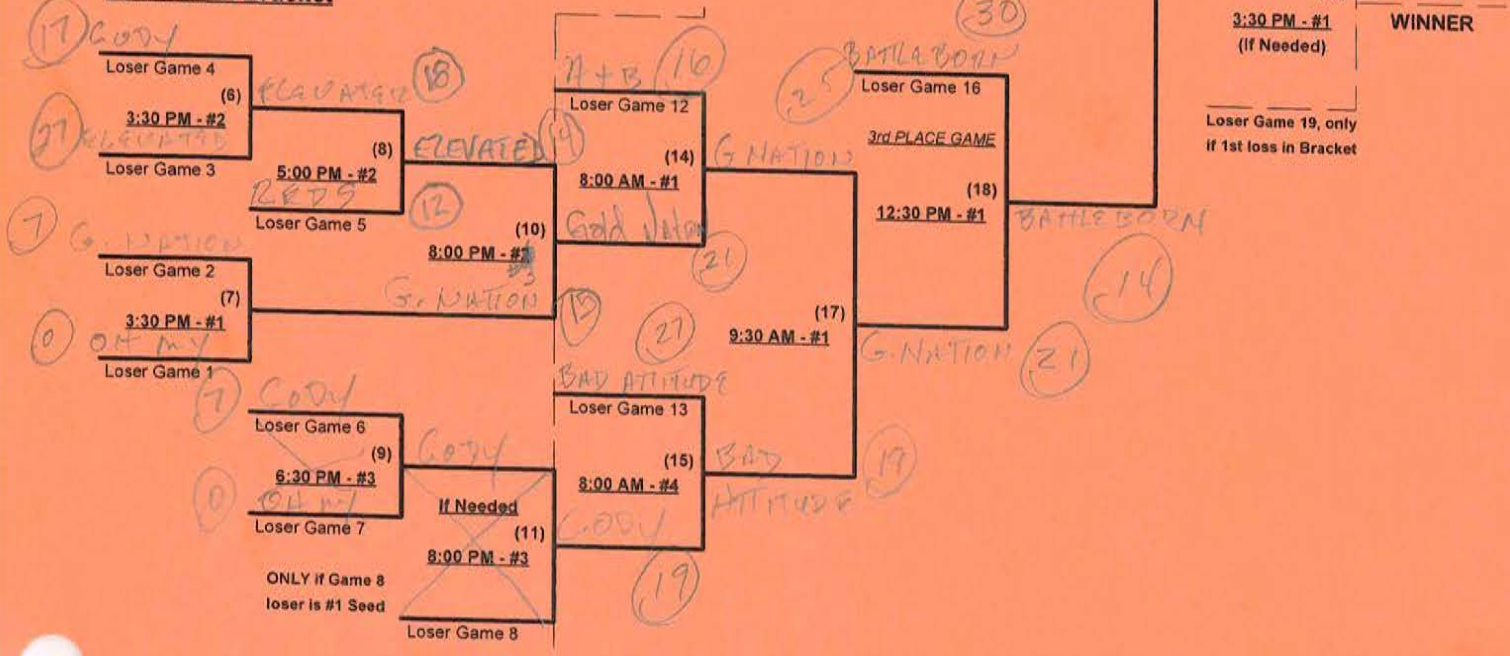 Bracket
17 CODY
Loser Game 4
(6)
3:30 PM - #2
27 ELEVATED
Loser Game 3
ELEVATED 18
(8)
5:00 PM - #2
REDS 12
Loser Game 5
ELEVATED 14
(10)
8:00 PM -
G. NATION 15
7 G. NATION
Loser Game 2
(7)
3:30 PM - #1
0 OH MY
Loser Game 1
7 CODY
Loser Game 6
(9)
6:30 PM - #3
0 OH MY
Loser Game 7
CODY
If Needed
(11)
8:00 PM - #3
Loser Game 8
ONLY if Game 8
loser is #1 Seed
A + B 16
Loser Game 12
(14)
8:00 AM - #1
Gold Nation
21
27
BAD ATTITUDE
Loser Game 13
(15)
8:00 AM - #4
CODY
19
G NATION
(17)
9:30 AM - #1
BAD
ATTITUDE
19
30
25
BATTLE BORN
Loser Game 16
3rd PLACE GAME
(18)
12:30 PM - #1
G. NATION 21
BATTLE BORN
14
3:30 PM - #1
(If Needed)
Loser Game 19, only
if 1st loss in Bracket
WINNER